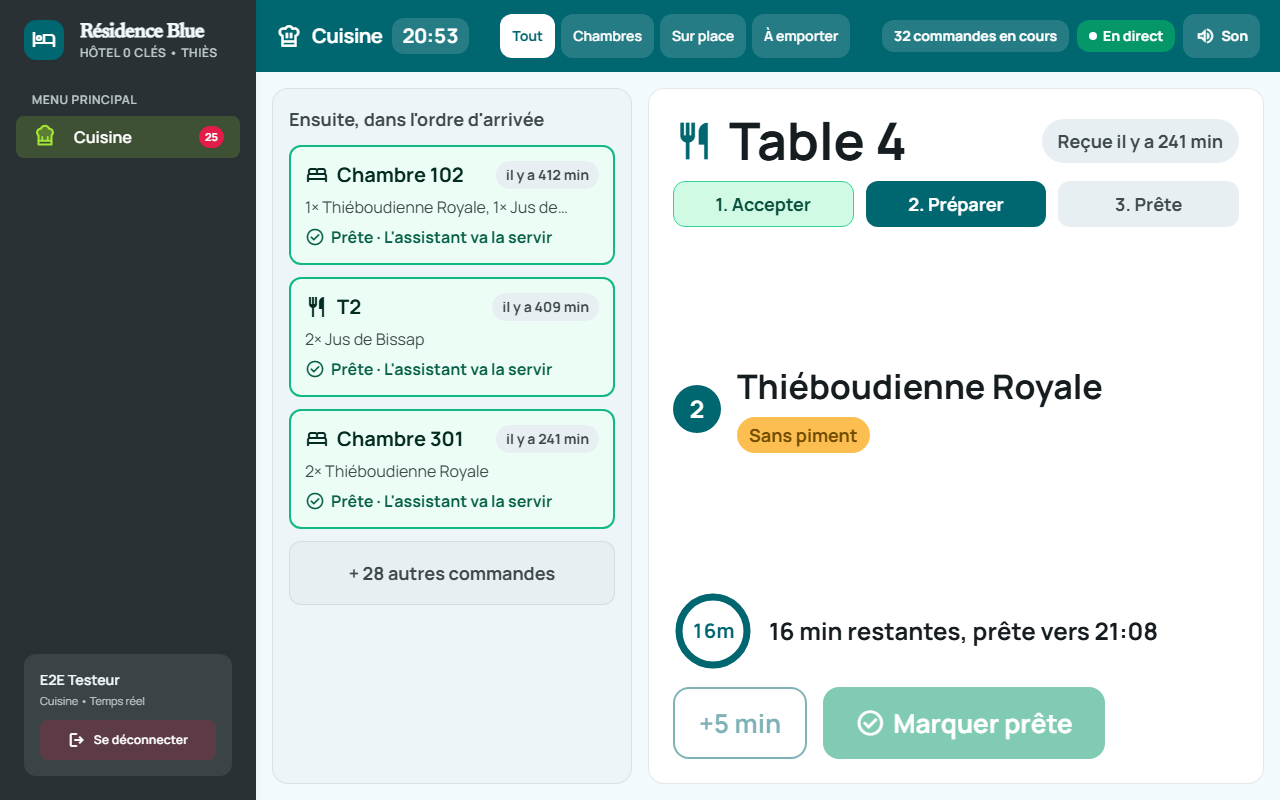 Résidence Blue
HÔTEL 0 CLÉS • THIÈS
MENU PRINCIPAL
Cuisine
25
E2E Testeur
Cuisine • Temps réel
Se déconnecter
Cuisine
20:53
Tout
Chambres
Sur place
À emporter
32 commandes en cours
En direct
Son
Ensuite, dans l'ordre d'arrivée
Chambre 102
il y a 412 min
1× Thiéboudienne Royale, 1× Jus de...
Prête · L'assistant va la servir
T2
il y a 409 min
2× Jus de Bissap
Prête · L'assistant va la servir
Chambre 301
il y a 241 min
2× Thiéboudienne Royale
Prête · L'assistant va la servir
+ 28 autres commandes
Table 4
Reçue il y a 241 min
1. Accepter
2. Préparer
3. Prête
2
Thiéboudienne Royale
Sans piment
16m
16 min restantes, prête vers 21:08
+5 min
Marquer prête